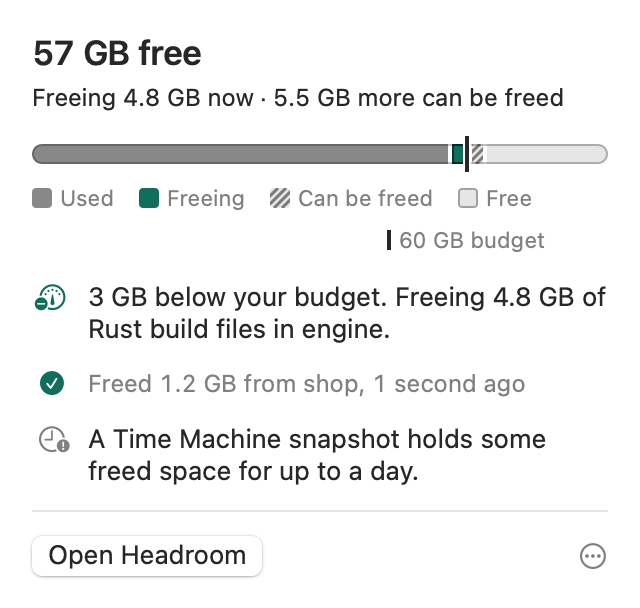 57 GB free
Freeing 4.8 GB now · 5.5 GB more can be freed
Used Freeing Can be freed Free
60 GB budget
3 GB below your budget. Freeing 4.8 GB of
Rust build files in engine.
Freed 1.2 GB from shop, 1 second ago
A Time Machine snapshot holds some
freed space for up to a day.
Open Headroom